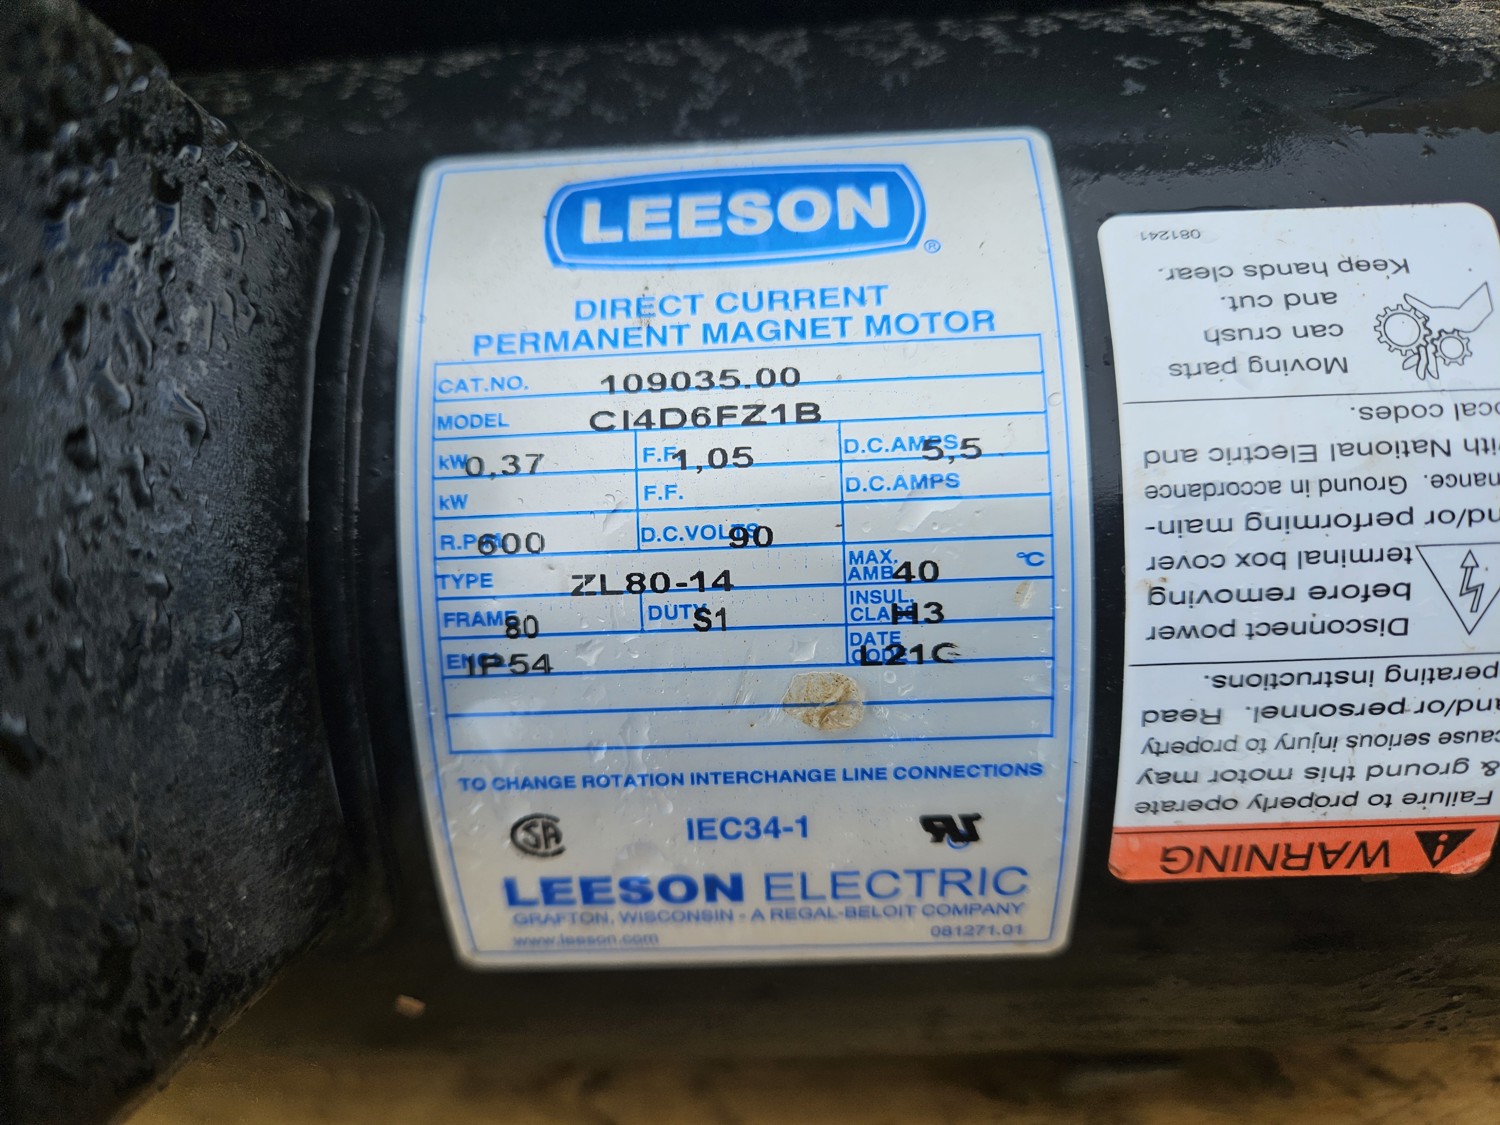 LEESON
®
DIRECT CURRENT
PERMANENT MAGNET MOTOR
CAT.NO. 109035.00
MODEL CI4D6FZ1B
kW 0,37 F.F. 1,05 D.C.AMPS 5,5
kW F.F. D.C.AMPS
R.P.M 600 D.C.VOLTS 90
TYPE ZL80-14 MAX. AMB 40 °C
FRAME 80 DUTY S1 INSUL. CLASS H3
ENCL IP54 DATE CODE L21C
TO CHANGE ROTATION INTERCHANGE LINE CONNECTIONS
IEC34-1
LEESON ELECTRIC
GRAFTON, WISCONSIN - A REGAL-BELOIT COMPANY
www.leeson.com 081271.01
WARNING
Failure to properly operate
& ground this motor may
cause serious injury to property
and/or personnel. Read
operating instructions.
Disconnect power
before removing
terminal box cover
and/or performing main-
nance. Ground in accordance
with National Electric and
local codes.
Moving parts
can crush
and cut.
Keep hands clear.
081241